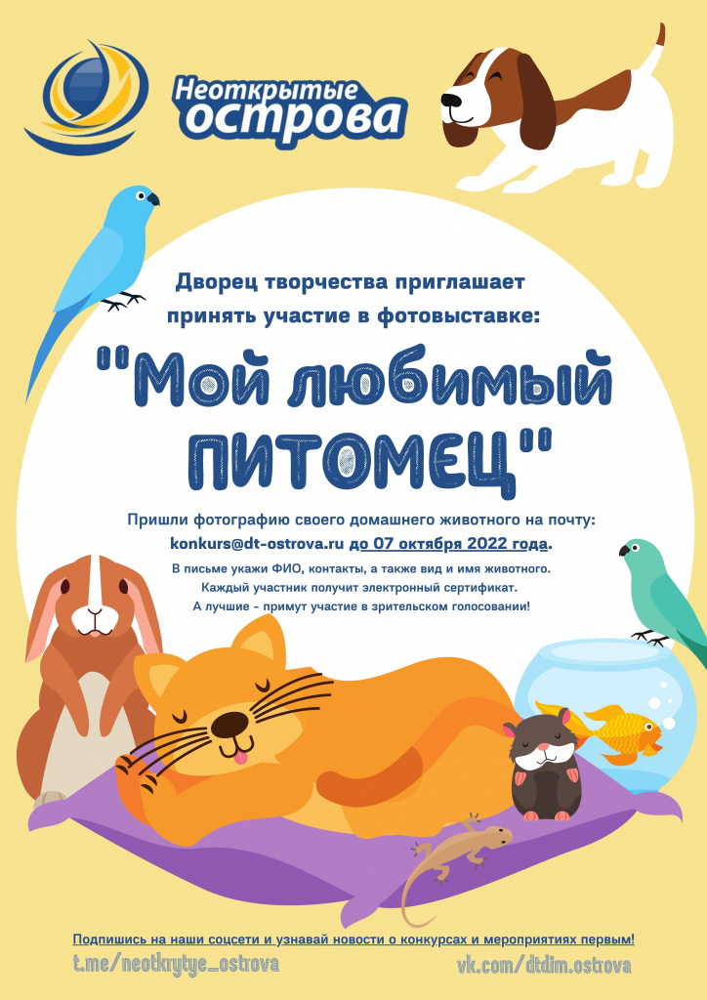 Неоткрытые
острова
Дворец творчества приглашает
принять участие в фотовыставке:
"Мой любимый
питомец"
Пришли фотографию своего домашнего животного на почту:
konkurs@dt-ostrova.ru до 07 октября 2022 года.
В письме укажи ФИО, контакты, а также вид и имя животного.
Каждый участник получит электронный сертификат.
А лучшие - примут участие в зрительском голосовании!
Подпишись на наши соцсети и узнавай новости о конкурсах и мероприятиях первым!
t.me/neotkrytye_ostrova
vk.com/dtdim.ostrova